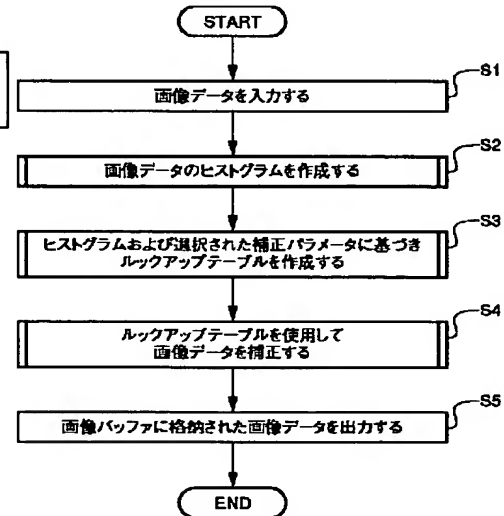 START
S1
画像データを入力する
S2
画像データのヒストグラムを作成する
S3
ヒストグラムおよび選択された補正パラメータに基づき
ルックアップテーブルを作成する
S4
ルックアップテーブルを使用して
画像データを補正する
S5
画像バッファに格納された画像データを出力する
END